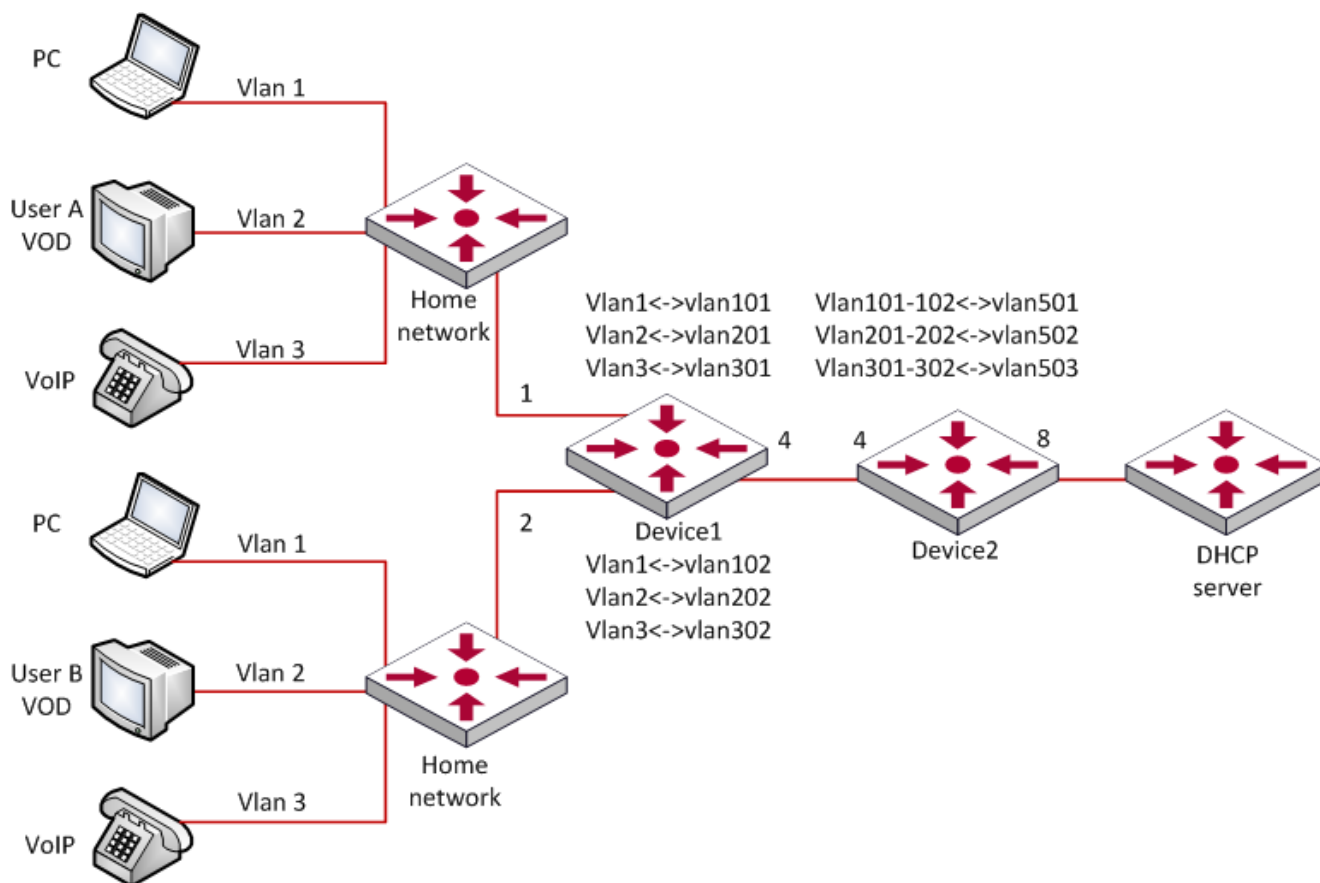 PC
Vlan 1
User A
VOD
Vlan 2
VoIP
Vlan 3
Home
network
1
Vlan1<->vlan101
Vlan2<->vlan201
Vlan3<->vlan301
Vlan101-102<->vlan501
Vlan201-202<->vlan502
Vlan301-302<->vlan503
4
4
8
PC
Vlan 1
User B
VOD
Vlan 2
VoIP
Vlan 3
Home
network
2
Device1
Vlan1<->vlan102
Vlan2<->vlan202
Vlan3<->vlan302
Device2
DHCP
server